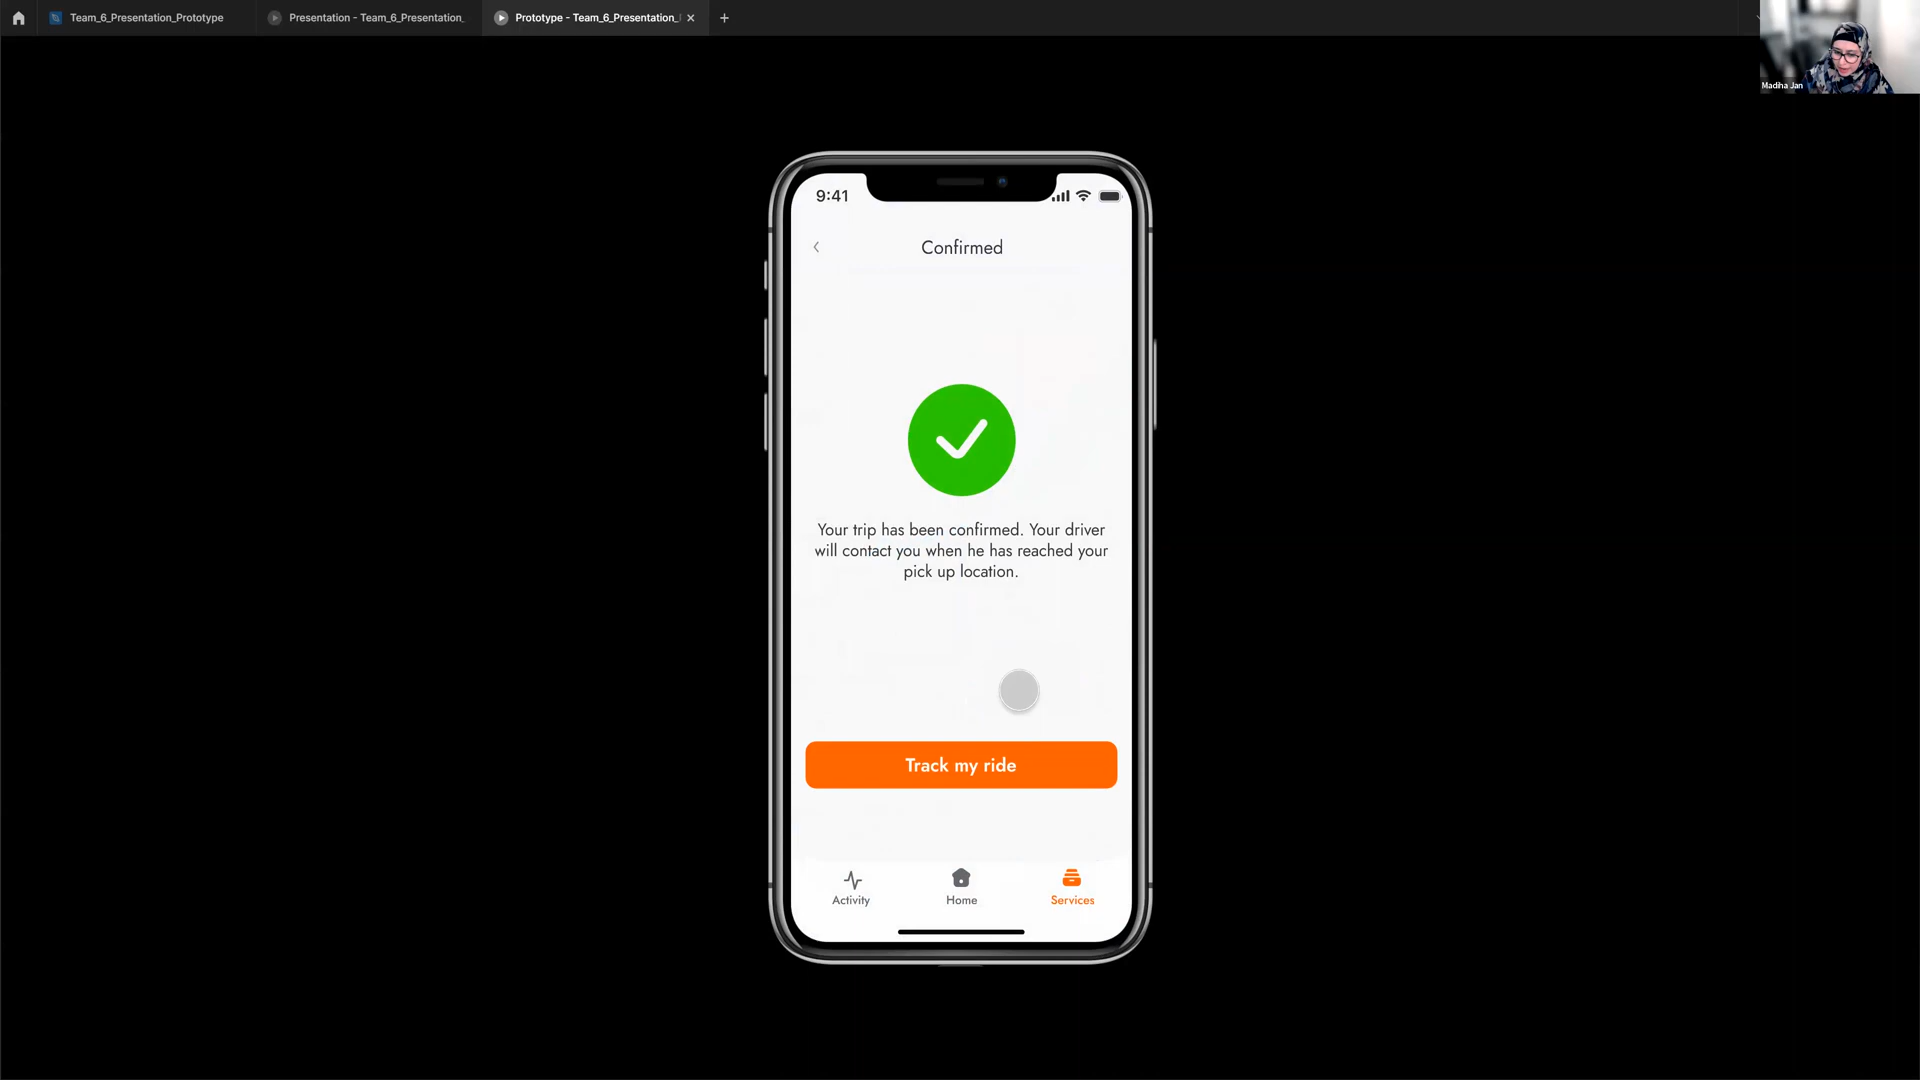 Team_6_Presentation_Prototype
Presentation - Team_6_Presentation_
Prototype - Team_6_Presentation_
Madiha Jan
9:41
Confirmed
Your trip has been confirmed. Your driver
will contact you when he has reached your
pick up location.
Track my ride
Activity
Home
Services